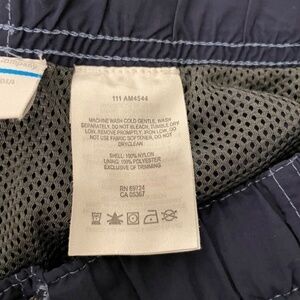 Company
111 AM4544
MACHINE WASH COLD GENTLE, WASH
SEPARATELY, DO NOT BLEACH, TUMBLE DRY
LOW, REMOVE PROMPTLY, IRON LOW, DO
NOT USE FABRIC SOFTENER, DO NOT
DRYCLEAN
SHELL: 100% NYLON
LINING: 100% POLYESTER
EXCLUSIVE OF TRIMMING
RN 69724
CA 05367